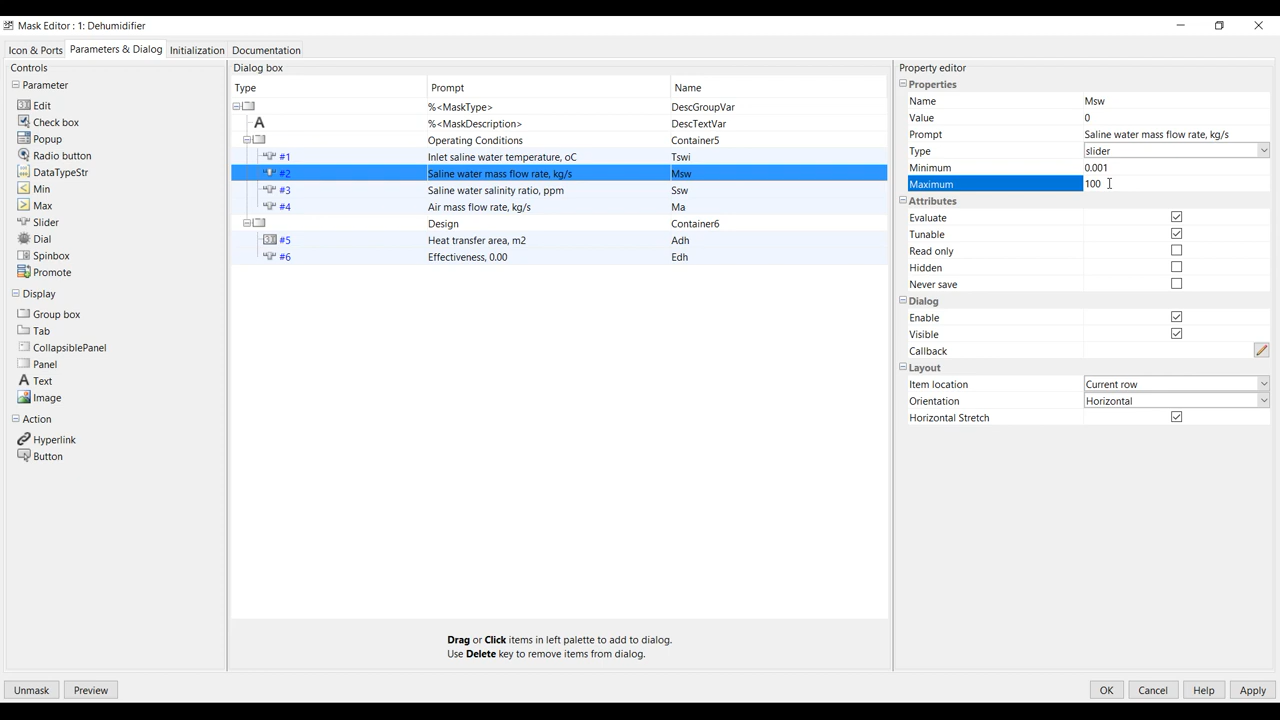 Mask Editor : 1: Dehumidifier
Icon & Ports Parameters & Dialog Initialization Documentation
Controls
Parameter
Edit
Check box
Popup
Radio button
DataTypeStr
Min
Max
Slider
Dial
Spinbox
Promote
Display
Group box
Tab
CollapsiblePanel
Panel
A Text
Image
Action
Hyperlink
Button
Dialog box
Type Prompt Name
%<MaskType> DescGroupVar
A %<MaskDescription> DescTextVar
Operating Conditions Container5
#1 Inlet saline water temperature, oC Tswi
#2 Saline water mass flow rate, kg/s Msw
#3 Saline water salinity ratio, ppm Ssw
#4 Air mass flow rate, kg/s Ma
Design Container6
#5 Heat transfer area, m2 Adh
#6 Effectiveness, 0.00 Edh
Drag or Click items in left palette to add to dialog.
Use Delete key to remove items from dialog.
Property editor
Properties
Name Msw
Value 0
Prompt Saline water mass flow rate, kg/s
Type slider
Minimum 0.001
Maximum 100
Attributes
Evaluate
Tunable
Read only
Hidden
Never save
Dialog
Enable
Visible
Callback
Layout
Item location Current row
Orientation Horizontal
Horizontal Stretch
Unmask Preview OK Cancel Help Apply